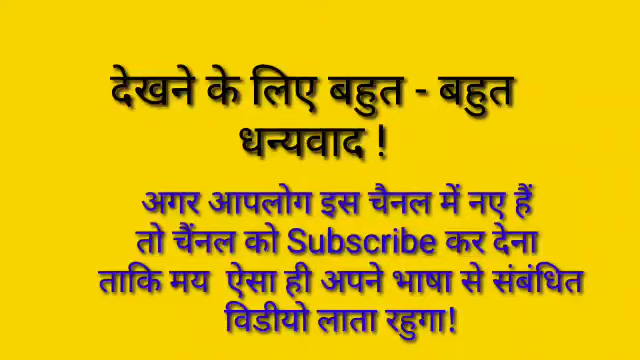 देखने के लिए बहुत - बहुत
धन्यवाद !
अगर आपलोग इस चैनल में नए हैं
तो चैंनल को Subscribe कर देना
ताकि मय ऐसा ही अपने भाषा से संबंधित
विडीयो लाता रहुगा!